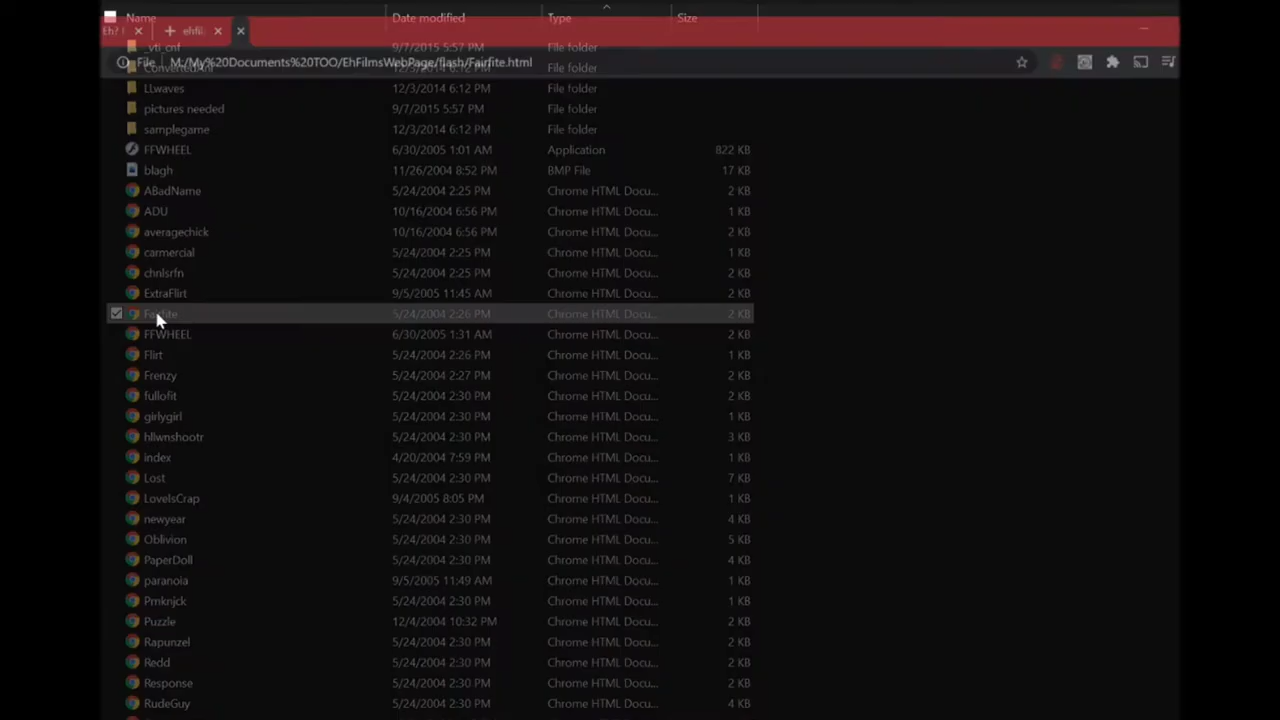 Name Date modified Type Size
Eh? ehfil
_vti_cnf 9/7/2015 5:57 PM File folder
File M:/My%20Documents%20TOO/EhFilmsWebPage/flash/Fairfite.html
12/3/2014 6:12 PM File folder
LLwaves 12/3/2014 6:12 PM File folder
pictures needed 9/7/2015 5:57 PM File folder
samplegame 12/3/2014 6:12 PM File folder
FFWHEEL 6/30/2005 1:01 AM Application 822 KB
blagh 11/26/2004 8:52 PM BMP File 17 KB
ABadName 5/24/2004 2:25 PM Chrome HTML Docu... 2 KB
ADU 10/16/2004 6:56 PM Chrome HTML Docu... 1 KB
averagechick 10/16/2004 6:56 PM Chrome HTML Docu... 2 KB
carmercial 5/24/2004 2:25 PM Chrome HTML Docu... 1 KB
chnlsrfn 5/24/2004 2:25 PM Chrome HTML Docu... 2 KB
ExtraFlirt 9/5/2005 11:45 AM Chrome HTML Docu... 2 KB
Fairfite 5/24/2004 2:26 PM Chrome HTML Docu... 2 KB
FFWHEEL 6/30/2005 1:31 AM Chrome HTML Docu... 2 KB
Flirt 5/24/2004 2:26 PM Chrome HTML Docu... 1 KB
Frenzy 5/24/2004 2:27 PM Chrome HTML Docu... 2 KB
fullofit 5/24/2004 2:30 PM Chrome HTML Docu... 2 KB
girlygirl 5/24/2004 2:30 PM Chrome HTML Docu... 1 KB
hllwnshootr 5/24/2004 2:30 PM Chrome HTML Docu... 3 KB
index 4/20/2004 7:59 PM Chrome HTML Docu... 1 KB
Lost 5/24/2004 2:30 PM Chrome HTML Docu... 7 KB
LoveIsCrap 9/4/2005 8:05 PM Chrome HTML Docu... 1 KB
newyear 5/24/2004 2:30 PM Chrome HTML Docu... 4 KB
Oblivion 5/24/2004 2:30 PM Chrome HTML Docu... 5 KB
PaperDoll 5/24/2004 2:30 PM Chrome HTML Docu... 4 KB
paranoia 9/5/2005 11:49 AM Chrome HTML Docu... 1 KB
Pmknjck 5/24/2004 2:30 PM Chrome HTML Docu... 1 KB
Puzzle 12/4/2004 10:32 PM Chrome HTML Docu... 2 KB
Rapunzel 5/24/2004 2:30 PM Chrome HTML Docu... 2 KB
Redd 5/24/2004 2:30 PM Chrome HTML Docu... 2 KB
Response 5/24/2004 2:30 PM Chrome HTML Docu... 2 KB
RudeGuy 5/24/2004 2:30 PM Chrome HTML Docu... 4 KB